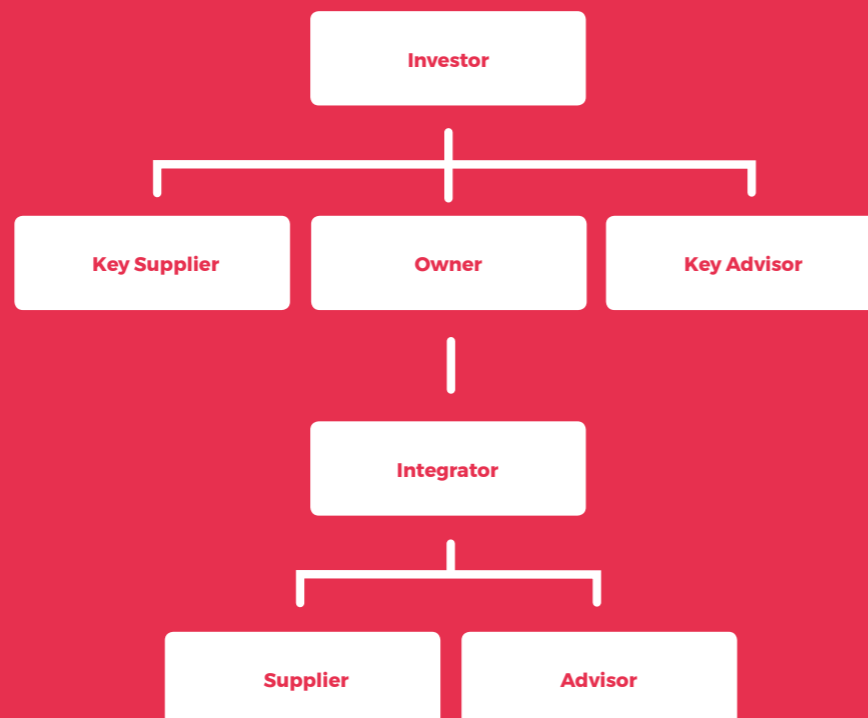 Investor
Key Supplier
Owner
Key Advisor
Integrator
Supplier
Advisor